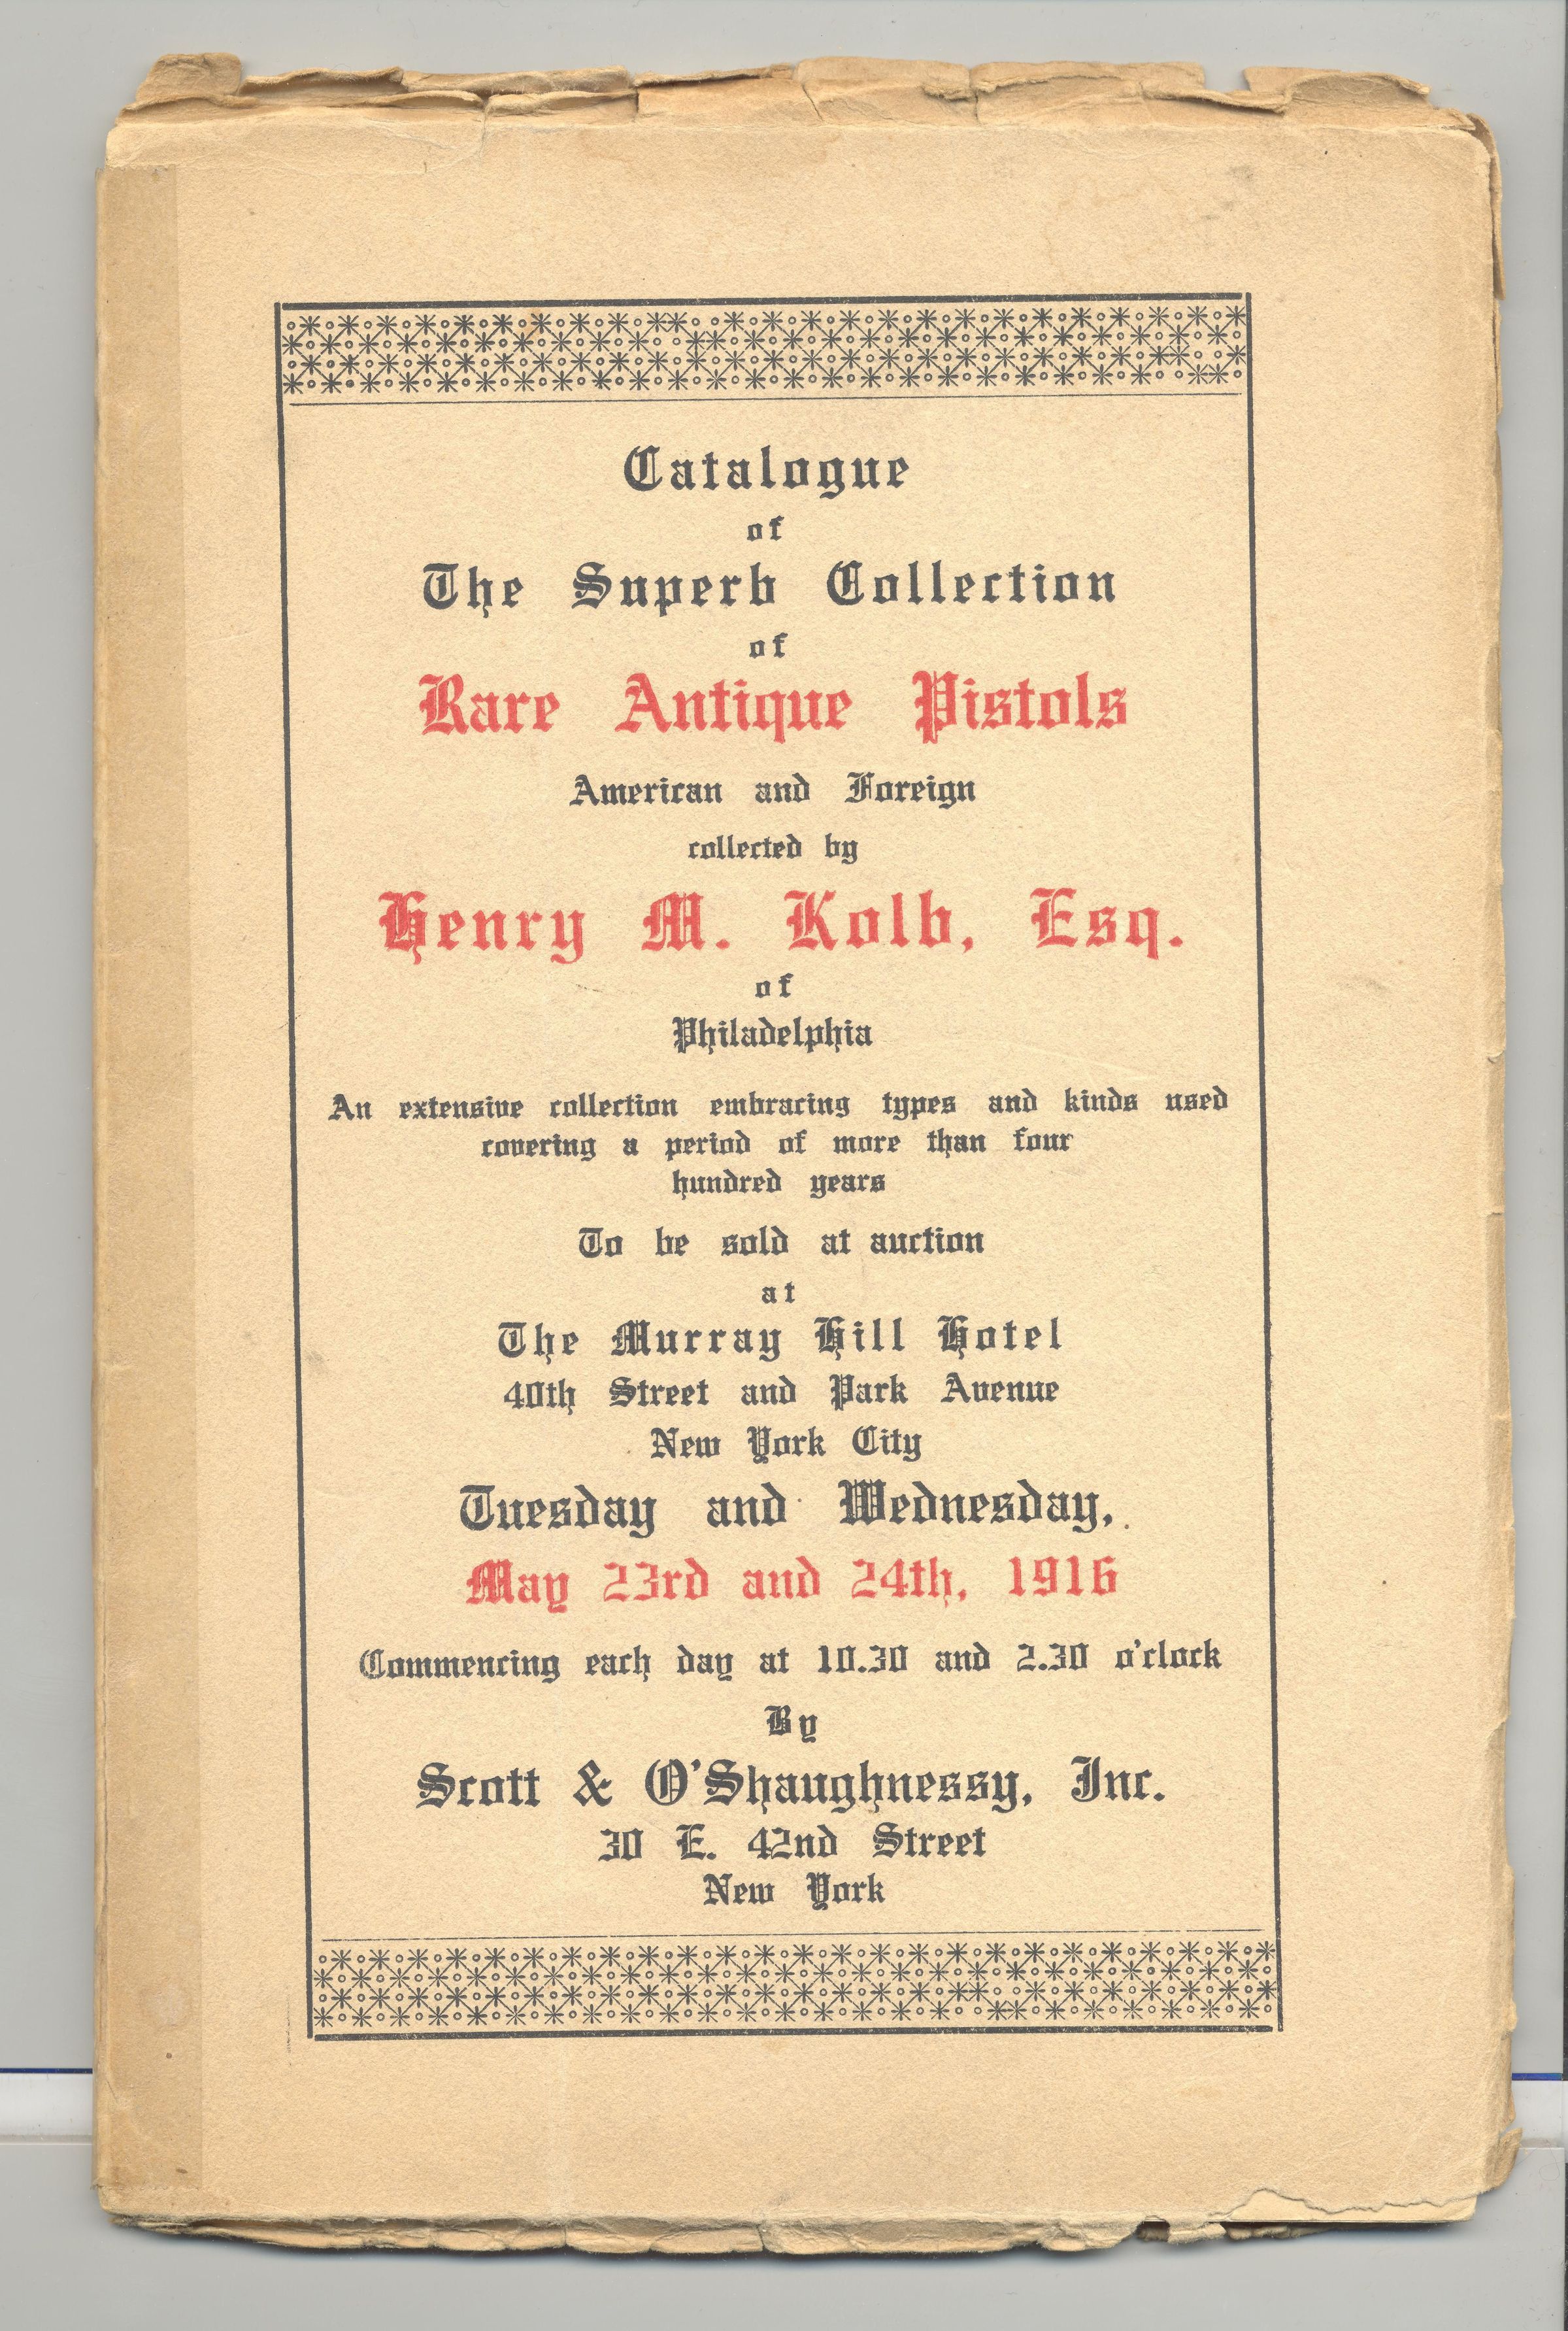 Catalogue
of
The Superb Collection
of
Rare Antique Pistols
American and Foreign
collected by
Henry M. Kolb, Esq.
of
Philadelphia
An extensive collection embracing types and kinds used
covering a period of more than four
hundred years
To be sold at auction
at
The Murray Hill Hotel
40th Street and Park Avenue
New York City
Tuesday and Wednesday,
May 23rd and 24th, 1916
Commencing each day at 10.30 and 2.30 o'clock
By
Scott & O'Shaughnessy, Inc.
30 E. 42nd Street
New York